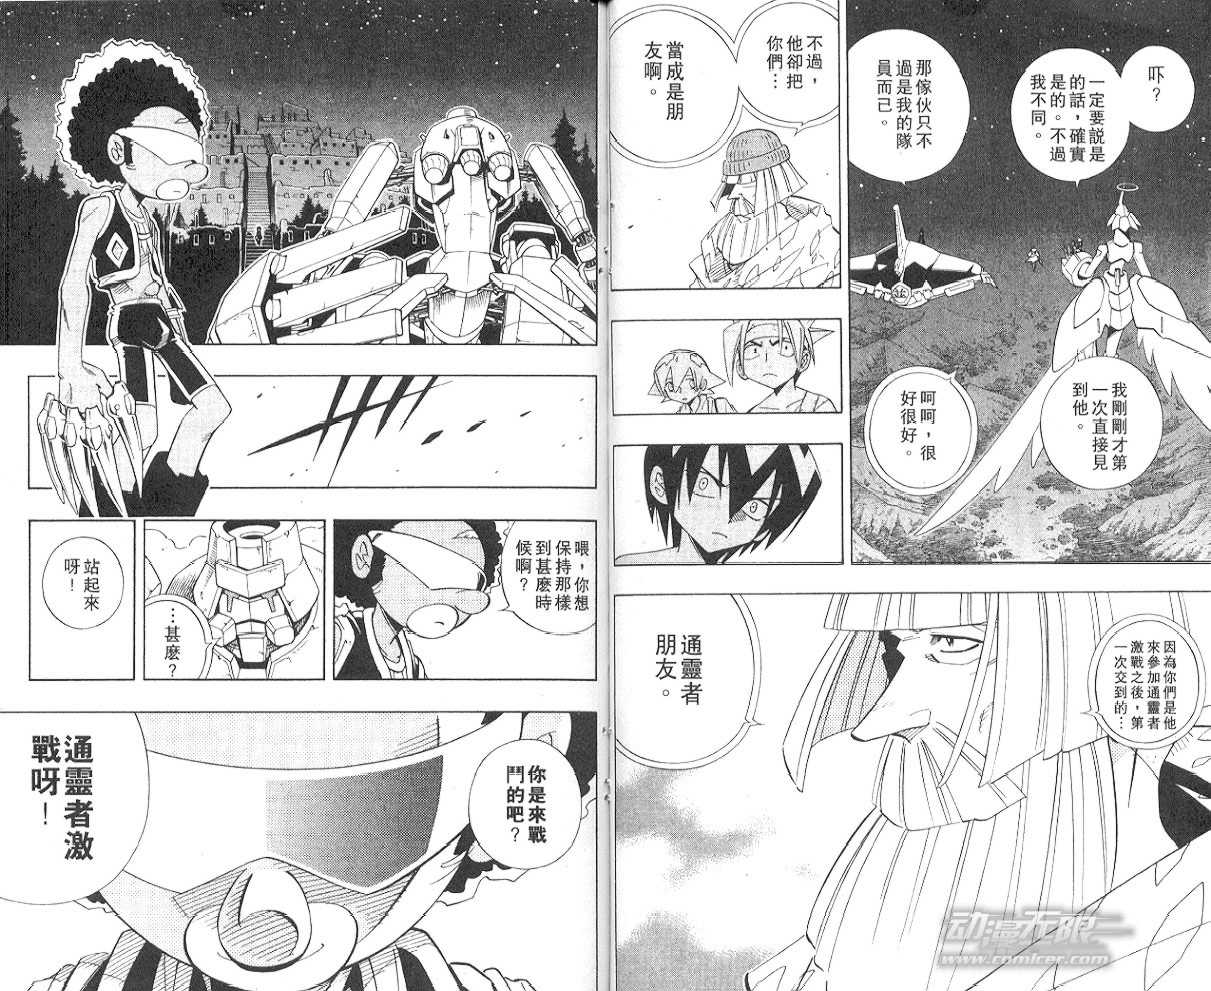 吓？
一定要説是
的話，確實
是的。不過
我不同。
那傢伙只不
過是我的隊
員而已。
我剛剛才第
一次直接見
到他。
呵呵，很
好很好。
不過，
他卻把
你們…
當成是朋
友啊。
因為你們是他
來參加通靈者
激戰之後，第
一次交到的…
通靈者
朋友。
喂，你想
保持那樣
到甚麼時
候啊？
…甚麼？
站起來
呀！
你是來戰
鬥的吧？
通靈者激
戰呀！
动漫无限
www.comicer.com